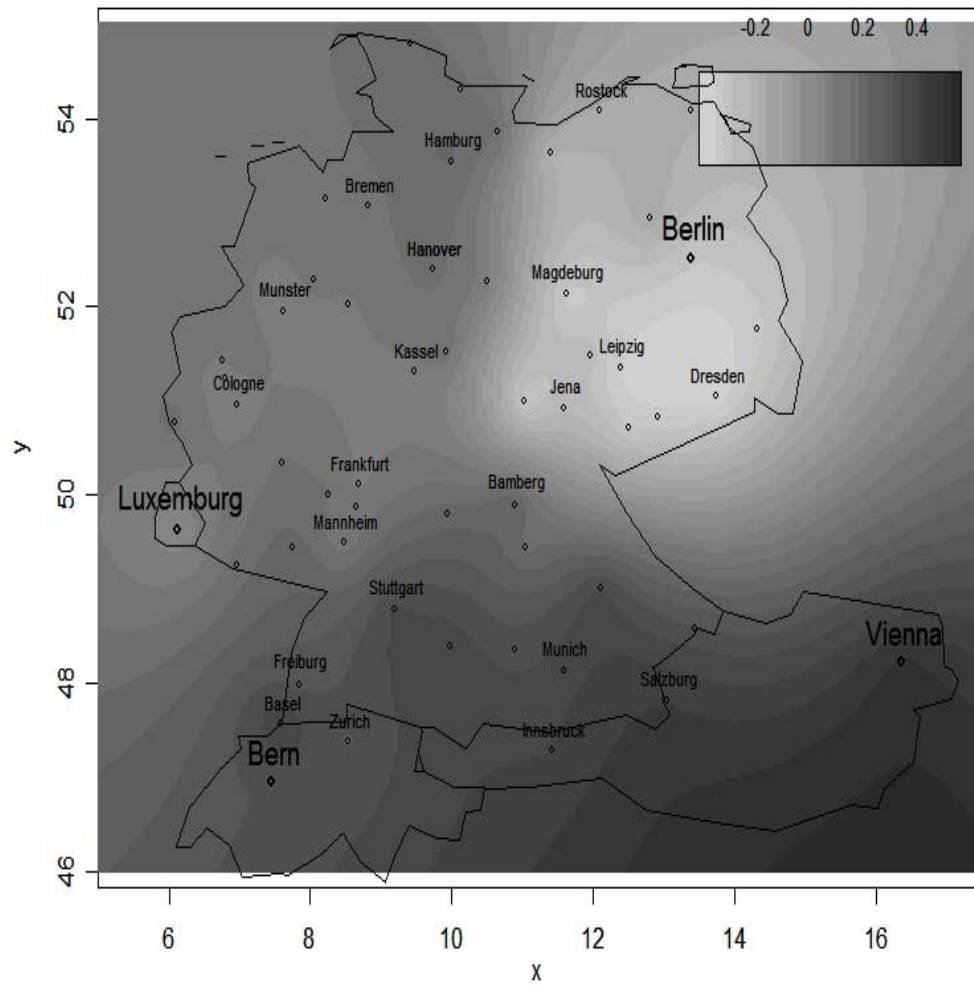 -0.2 0 0.2 0.4
Rostock
54
Hamburg
Bremen
Berlin
Hanover
Magdeburg
52
Munster
Kassel
Leipzig
Cologne
Jena
Dresden
y
Frankfurt
Bamberg
50
Luxemburg
Mannheim
Stuttgart
Vienna
Munich
Freiburg
48
Salzburg
Basel
Zurich
Innsbruck
Bern
46
6 8 10 12 14 16
x